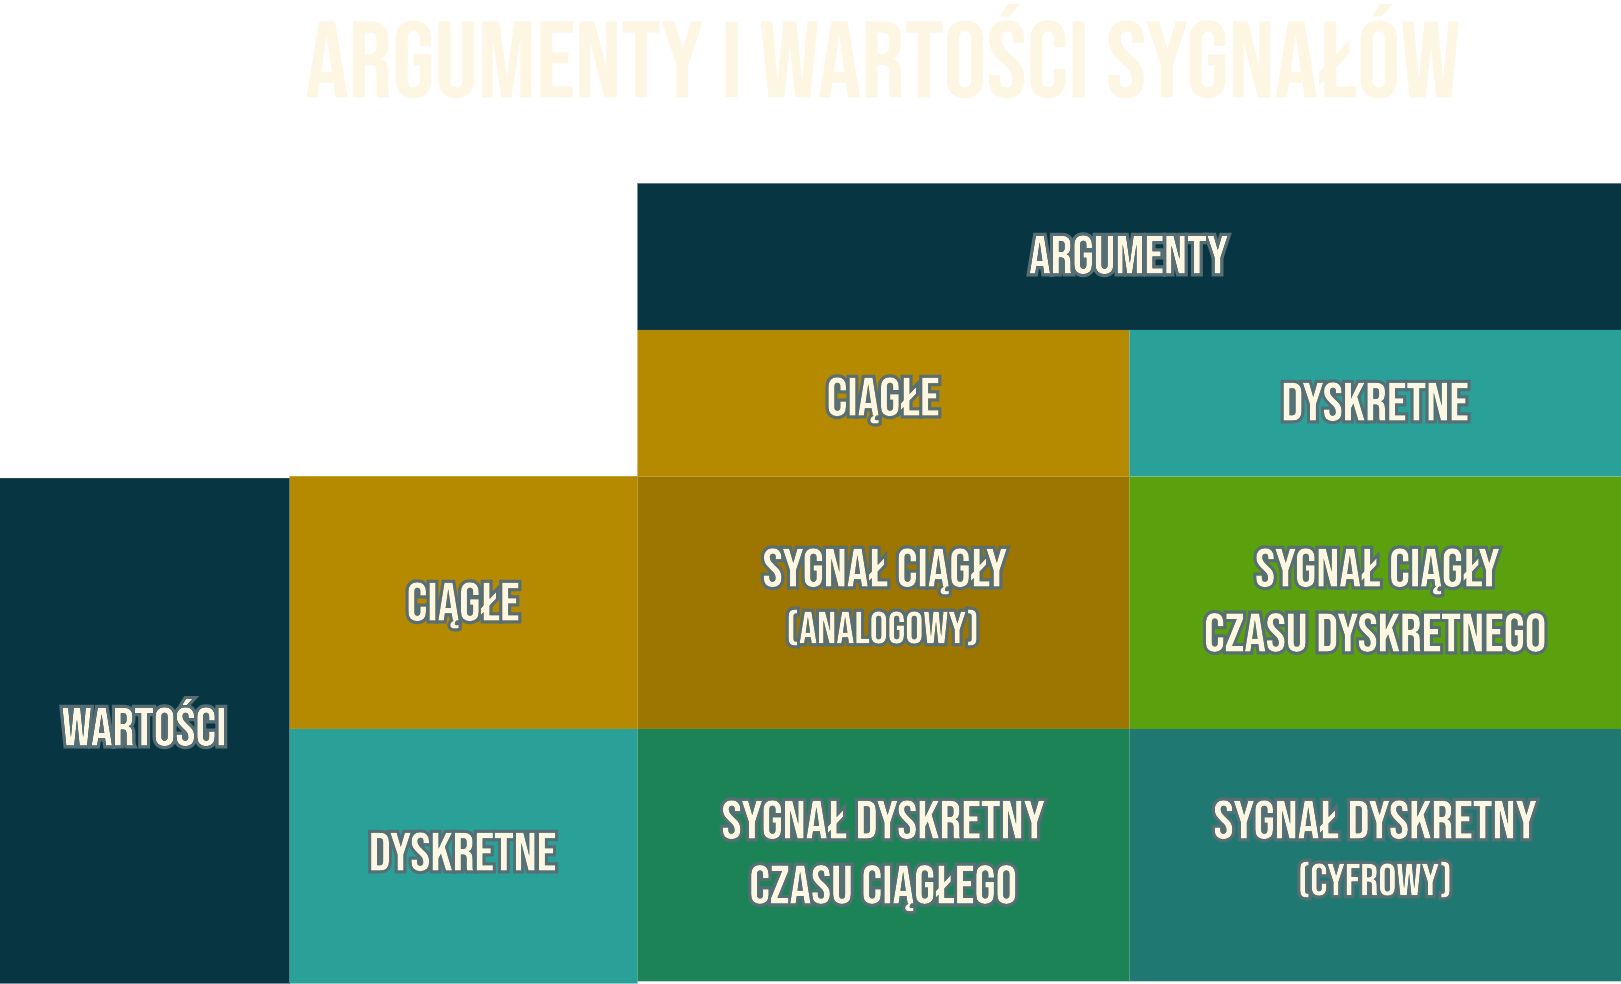 ARGUMENTY I WARTOŚCI SYGNAŁÓW
ARGUMENTY
CIĄGŁE
DYSKRETNE
WARTOŚCI
CIĄGŁE
SYGNAŁ CIĄGŁY
(ANALOGOWY)
SYGNAŁ CIĄGŁY
CZASU DYSKRETNEGO
DYSKRETNE
SYGNAŁ DYSKRETNY
CZASU CIĄGŁEGO
SYGNAŁ DYSKRETNY
(CYFROWY)